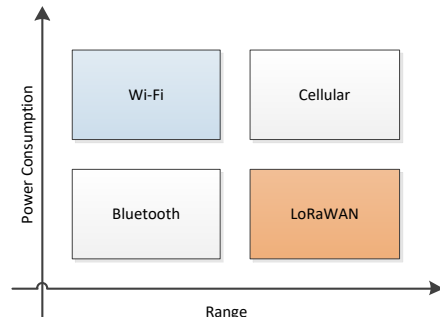 Power Consumption
Wi-Fi
Cellular
Bluetooth
LoRaWAN
Range